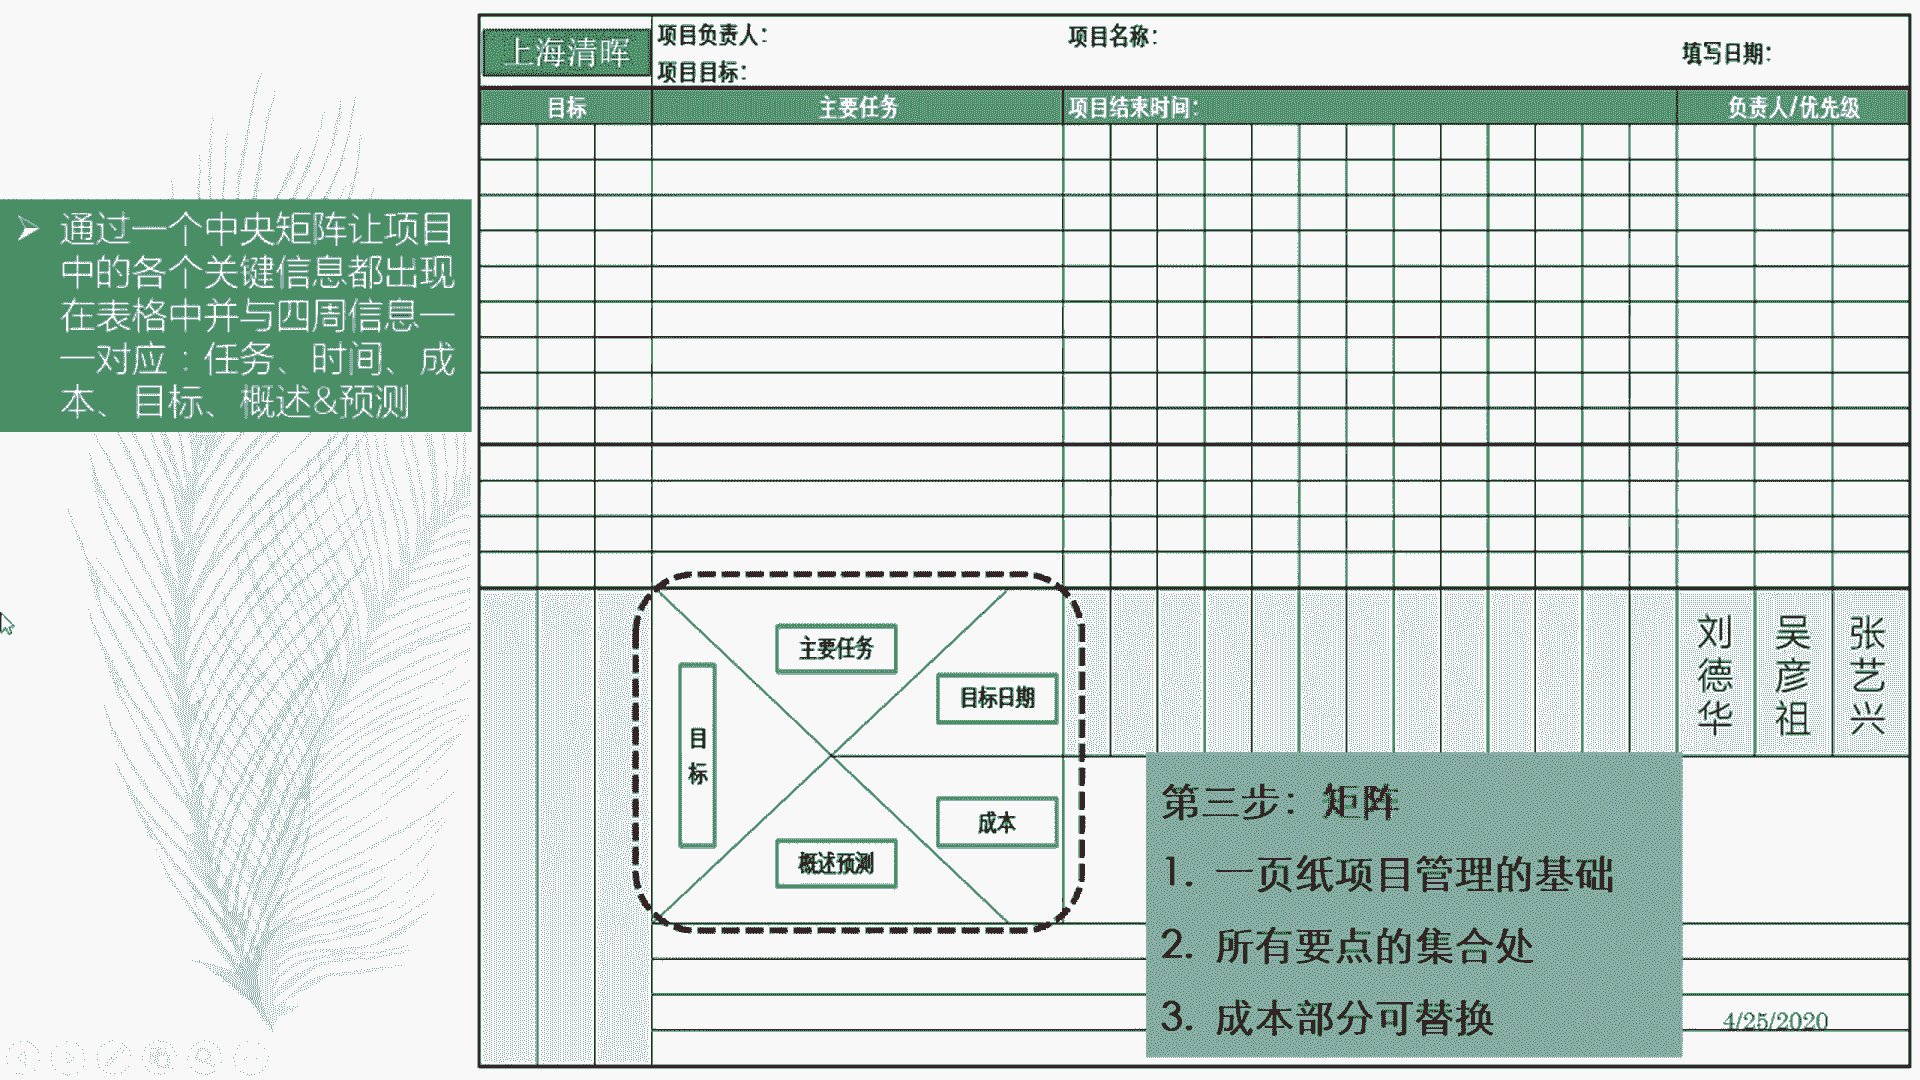 上海清晖
项目负责人：
项目名称：
填写日期：
项目目标：
目标
主要任务
项目结束时间：
负责人/优先级
➢ 通过一个中央矩阵让项目
中的各个关键信息都出现
在表格中并与四周信息一
一对应：任务、时间、成
本、目标、概述&预测
主要任务
目标日期
目标
成本
概述预测
刘德华
吴彦祖
张艺兴
第三步：矩阵
1. 一页纸项目管理的基础
2. 所有要点的集合处
3. 成本部分可替换
4/25/2020